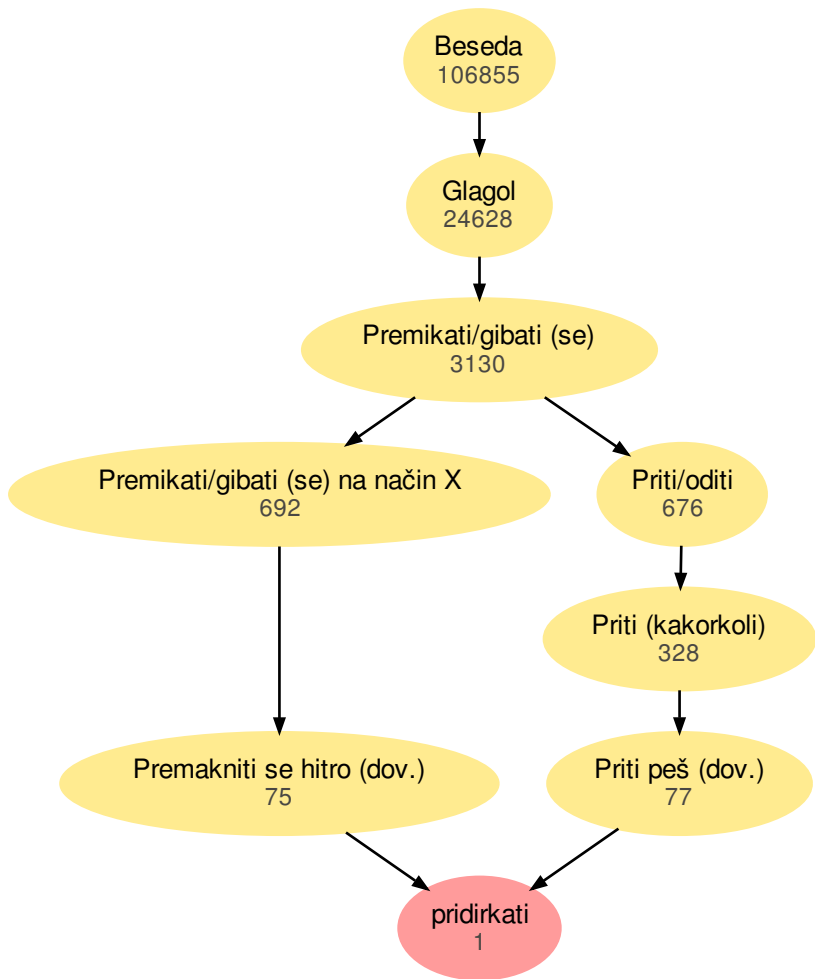 Beseda
106855
Glagol
24628
Premikati/gibati (se)
3130
Premikati/gibati (se) na način X
692
Priti/oditi
676
Priti (kakorkoli)
328
Premakniti se hitro (dov.)
75
Priti peš (dov.)
77
pridirkati
1